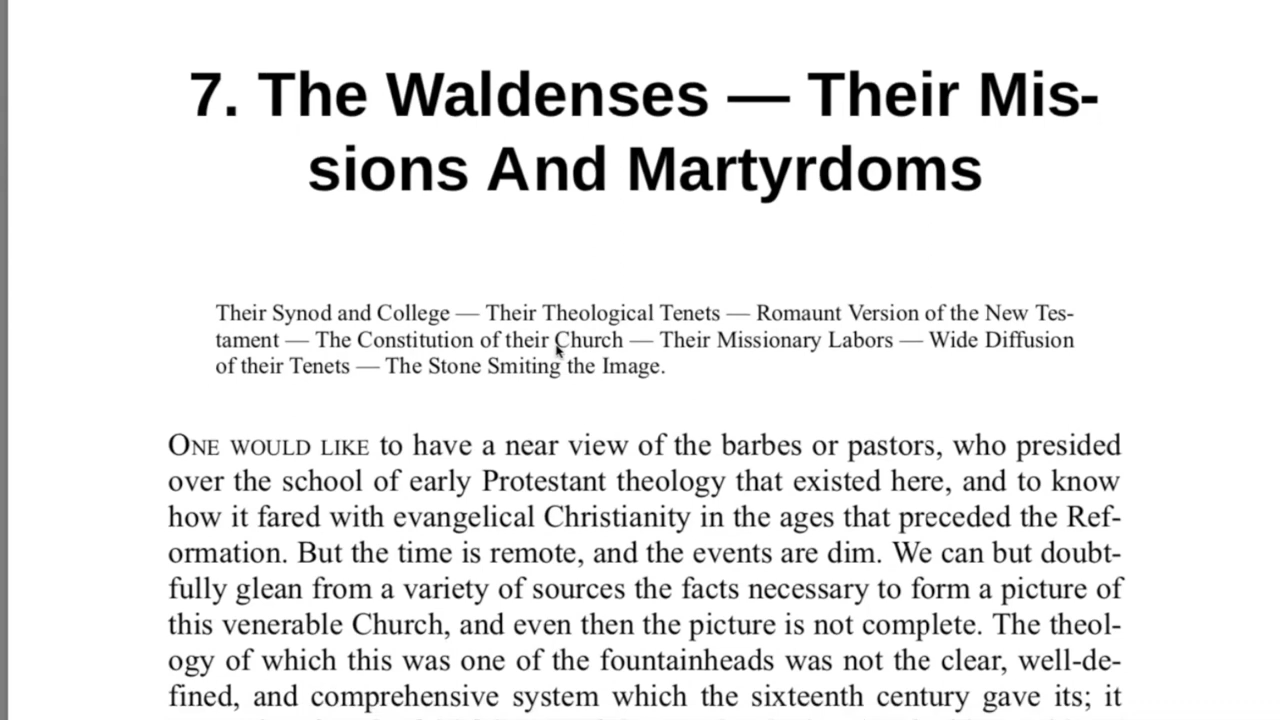 7. The Waldenses — Their Mis-
sions And Martyrdoms
Their Synod and College — Their Theological Tenets — Romaunt Version of the New Tes-
tament — The Constitution of their Church — Their Missionary Labors — Wide Diffusion
of their Tenets — The Stone Smiting the Image.
ONE WOULD LIKE to have a near view of the barbes or pastors, who presided
over the school of early Protestant theology that existed here, and to know
how it fared with evangelical Christianity in the ages that preceded the Ref-
ormation. But the time is remote, and the events are dim. We can but doubt-
fully glean from a variety of sources the facts necessary to form a picture of
this venerable Church, and even then the picture is not complete. The theol-
ogy of which this was one of the fountainheads was not the clear, well-de-
fined, and comprehensive system which the sixteenth century gave its; it